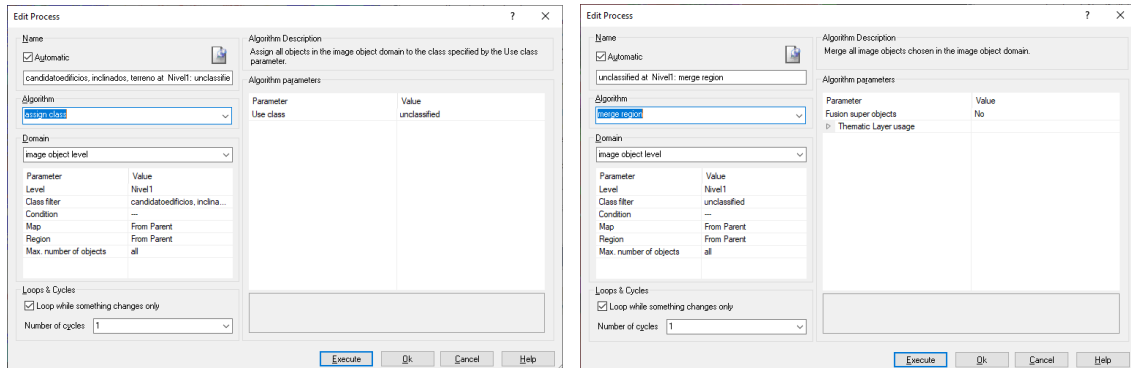 Edit Process ? ×
Name
Automatic
candidatoedificios, inclinados, terreno at Nivel1: unclassifie
Algorithm
assign class
Domain
image object level
Parameter Value
Level Nivel1
Class filter candidatoedificios, inclina...
Condition ---
Map From Parent
Region From Parent
Max. number of objects all
Loops & Cycles
Loop while something changes only
Number of cycles 1
Algorithm Description
Assign all objects in the image object domain to the class specified by the Use class
parameter.
Algorithm parameters
Parameter Value
Use class unclassified
Execute Ok Cancel Help
Edit Process ? ×
Name
Automatic
unclassified at Nivel1: merge region
Algorithm
merge region
Domain
image object level
Parameter Value
Level Nivel1
Class filter unclassified
Condition ---
Map From Parent
Region From Parent
Max. number of objects all
Loops & Cycles
Loop while something changes only
Number of cycles 1
Algorithm Description
Merge all image objects chosen in the image object domain.
Algorithm parameters
Parameter Value
Fusion super objects No
Thematic Layer usage
Execute Ok Cancel Help